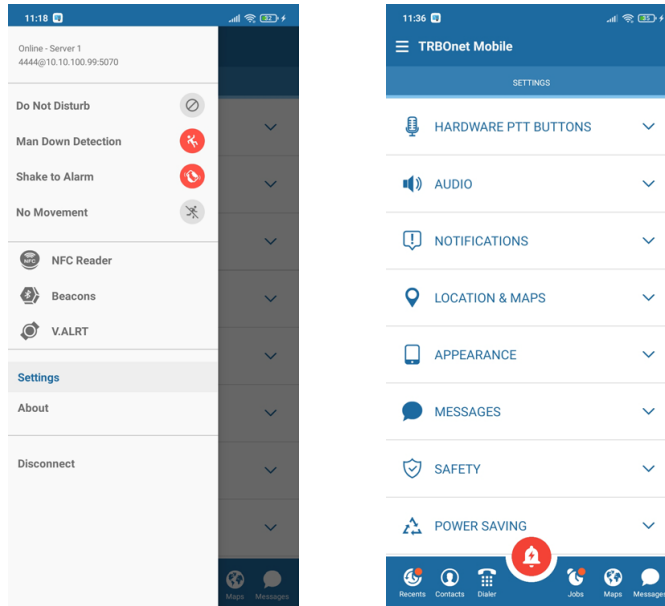 11:18
92
Online - Server 1
4444@10.10.100.99:5070
Do Not Disturb
Man Down Detection
Shake to Alarm
No Movement
NFC
NFC Reader
Beacons
V.ALRT
Settings
About
Disconnect
Maps
Messages
11:36
TRBOnet Mobile
SETTINGS
HARDWARE PTT BUTTONS
AUDIO
NOTIFICATIONS
LOCATION & MAPS
APPEARANCE
MESSAGES
SAFETY
POWER SAVING
Recents
Contacts
Dialer
Jobs
Maps
Messages